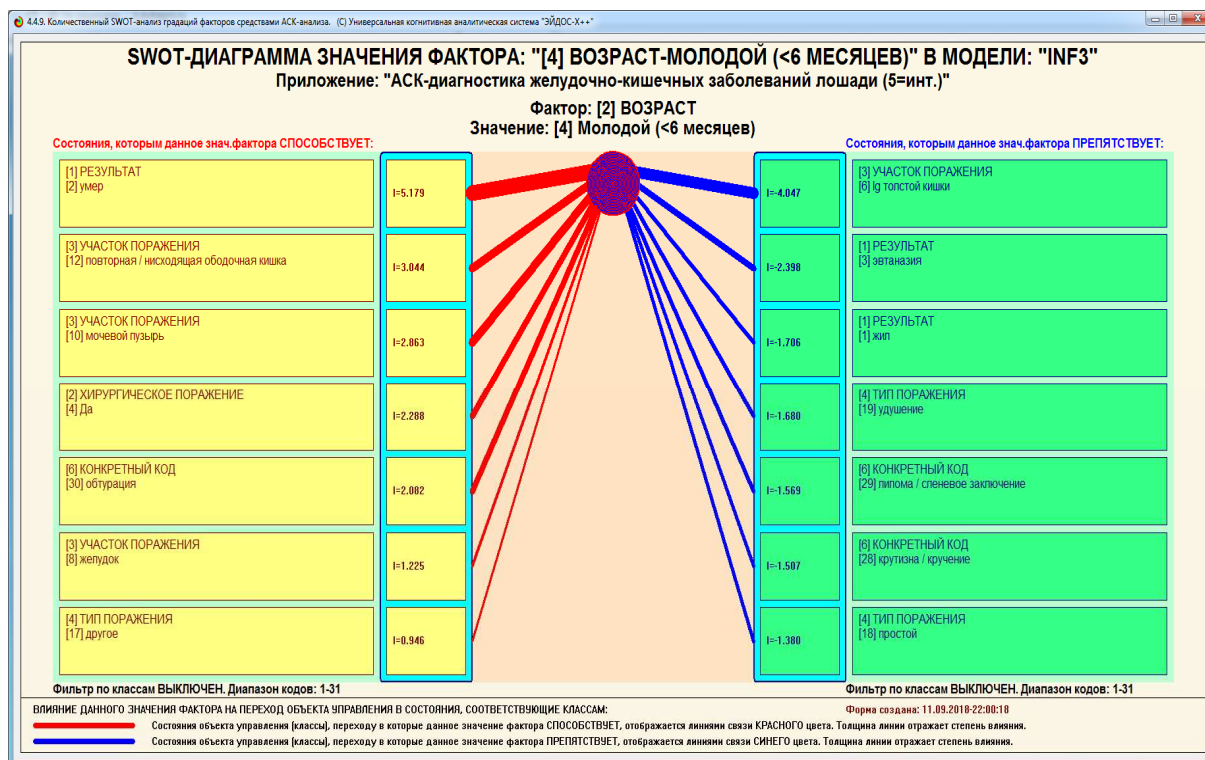 4.4.9. Количественный SWOT-анализ градаций факторов средствами АСК-анализа. (C) Универсальная когнитивная аналитическая система "ЭЙДОС-X++"
SWOT-ДИАГРАММА ЗНАЧЕНИЯ ФАКТОРА: "[4] ВОЗРАСТ-МОЛОДОЙ (<6 МЕСЯЦЕВ)" В МОДЕЛИ: "INF3"
Приложение: "АСК-диагностика желудочно-кишечных заболеваний лошади (5=инт.)"
Фактор: [2] ВОЗРАСТ
Значение: [4] Молодой (<6 месяцев)
Состояния, которым данное знач.фактора СПОСОБСТВУЕТ:
[1] РЕЗУЛЬТАТ
[2] умер
I=5.179
[3] УЧАСТОК ПОРАЖЕНИЯ
[12] повторная / нисходящая ободочная кишка
I=3.044
[3] УЧАСТОК ПОРАЖЕНИЯ
[10] мочевой пузырь
I=2.863
[2] ХИРУРГИЧЕСКОЕ ПОРАЖЕНИЕ
[4] Да
I=2.288
[6] КОНКРЕТНЫЙ КОД
[30] обтурация
I=2.082
[3] УЧАСТОК ПОРАЖЕНИЯ
[8] желудок
I=1.225
[4] ТИП ПОРАЖЕНИЯ
[17] другое
I=0.946
Фильтр по классам ВЫКЛЮЧЕН. Диапазон кодов: 1-31
Состояния, которым данное знач.фактора ПРЕПЯТСТВУЕТ:
I=-4.047
[3] УЧАСТОК ПОРАЖЕНИЯ
[6] lg толстой кишки
I=-2.398
[1] РЕЗУЛЬТАТ
[3] эвтаназия
I=-1.706
[1] РЕЗУЛЬТАТ
[1] жил
I=-1.680
[4] ТИП ПОРАЖЕНИЯ
[19] удушение
I=-1.569
[6] КОНКРЕТНЫЙ КОД
[29] липома / сленевое заключение
I=-1.507
[6] КОНКРЕТНЫЙ КОД
[28] крутизна / кручение
I=-1.380
[4] ТИП ПОРАЖЕНИЯ
[18] простой
Фильтр по классам ВЫКЛЮЧЕН. Диапазон кодов: 1-31
ВЛИЯНИЕ ДАННОГО ЗНАЧЕНИЯ ФАКТОРА НА ПЕРЕХОД ОБЪЕКТА УПРАВЛЕНИЯ В СОСТОЯНИЯ, СООТВЕТСТВУЮЩИЕ КЛАССАМ:
Форма создана: 11.09.2018-22:00:18
Состояния объекта управления (классы), переходу в которые данное значение фактора СПОСОБСТВУЕТ, отображается линиями связи КРАСНОГО цвета. Толщина линии отражает степень влияния.
Состояния объекта управления (классы), переходу в которые данное значение фактора ПРЕПЯТСТВУЕТ, отображается линиями связи СИНЕГО цвета. Толщина линии отражает степень влияния.